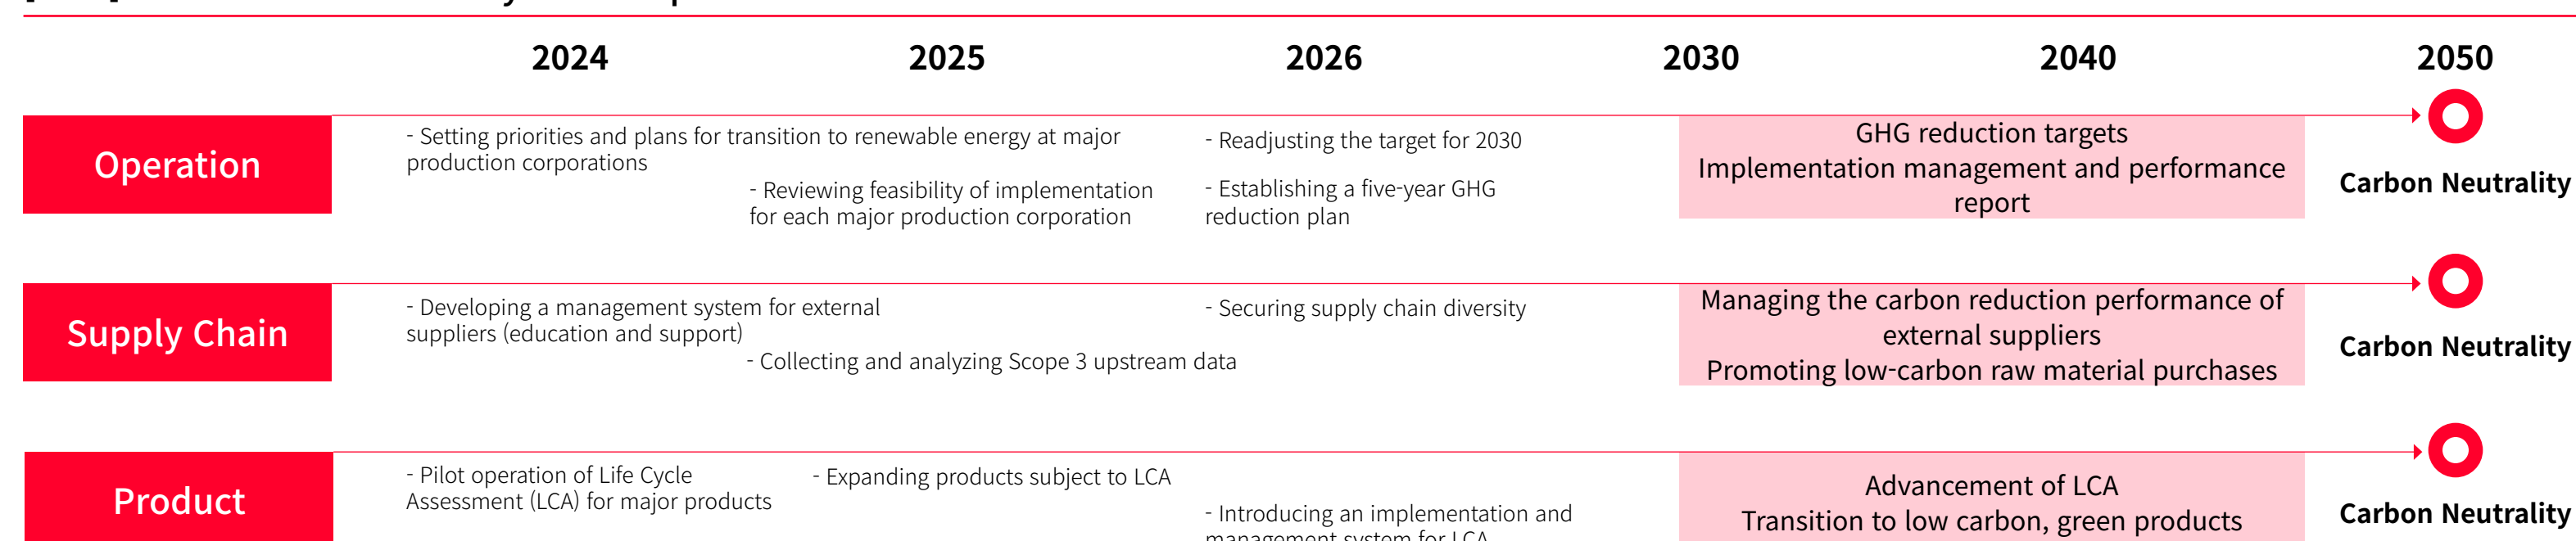 2024 2025 2026 2030 2040 2050
Operation
- Setting priorities and plans for transition to renewable energy at major
production corporations
- Reviewing feasibility of implementation
for each major production corporation
- Readjusting the target for 2030
- Establishing a five-year GHG
reduction plan
GHG reduction targets
Implementation management and performance
report
Carbon Neutrality
Supply Chain
- Developing a management system for external
suppliers (education and support)
- Collecting and analyzing Scope 3 upstream data
- Securing supply chain diversity
Managing the carbon reduction performance of
external suppliers
Promoting low-carbon raw material purchases
Carbon Neutrality
Product
- Pilot operation of Life Cycle
Assessment (LCA) for major products
- Expanding products subject to LCA
- Introducing an implementation and
management system for LCA
Advancement of LCA
Transition to low carbon, green products
Carbon Neutrality